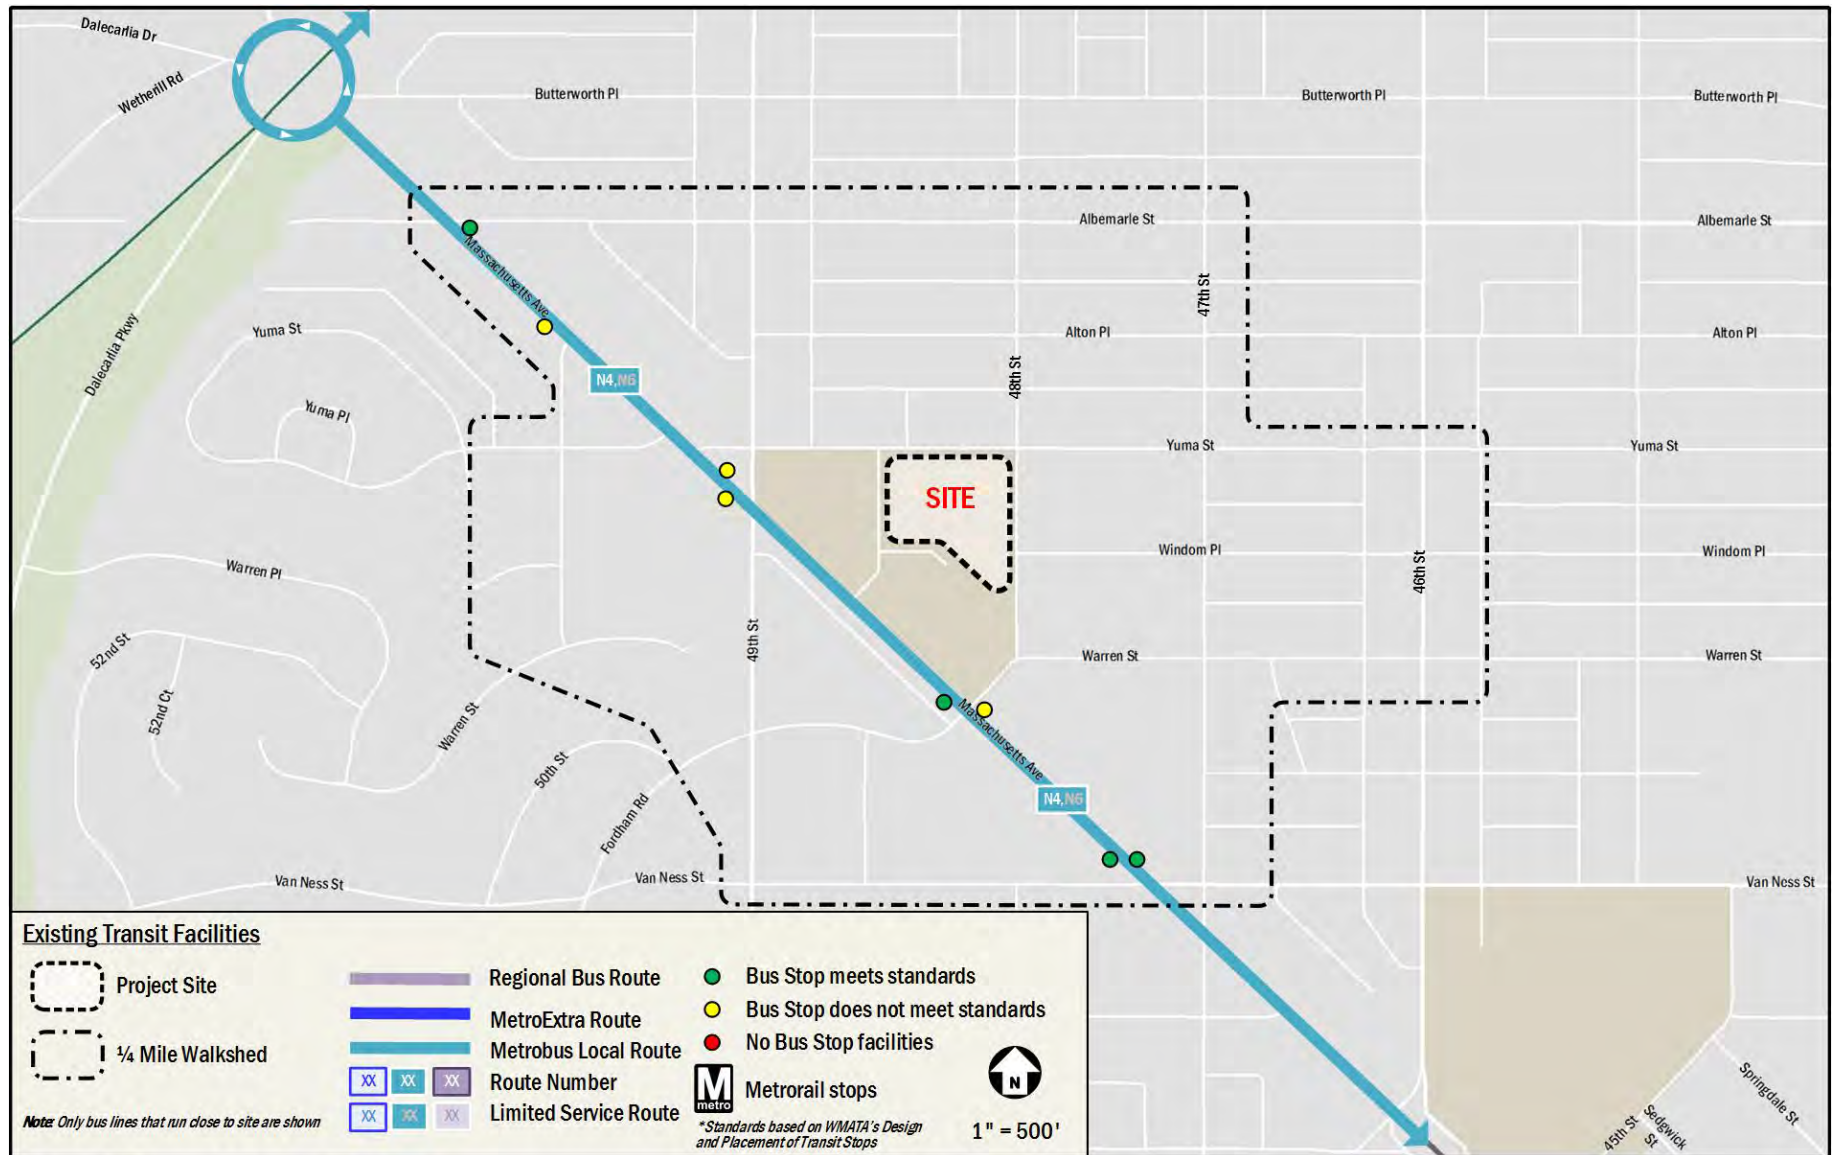 Dalecarlia Dr
Wetherill Rd
Butterworth Pl
Butterworth Pl
Butterworth Pl
Albemarle St
Albemarle St
Massachusetts Ave
47th St
Dalecarlia Pkwy
Yuma St
Alton Pl
Alton Pl
N4,N6
48th St
Yuma Pl
Yuma St
Yuma St
SITE
Windom Pl
Windom Pl
Warren Pl
46th St
52nd St
49th St
Warren St
Warren St
52nd Ct
Warren St
Massachusetts Ave
50th St
N4,N6
Fordham Rd
Van Ness St
Van Ness St
Van Ness St
Existing Transit Facilities
Project Site
¼ Mile Walkshed
Note: Only bus lines that run close to site are shown
Regional Bus Route
MetroExtra Route
Metrobus Local Route
XX XX XX Route Number
XX XX XX Limited Service Route
Bus Stop meets standards
Bus Stop does not meet standards
No Bus Stop facilities
M
metro
Metrorail stops
*Standards based on WMATA's Design
and Placement of Transit Stops
N
1" = 500'
Springdale St
Sedgwick
St
45th St